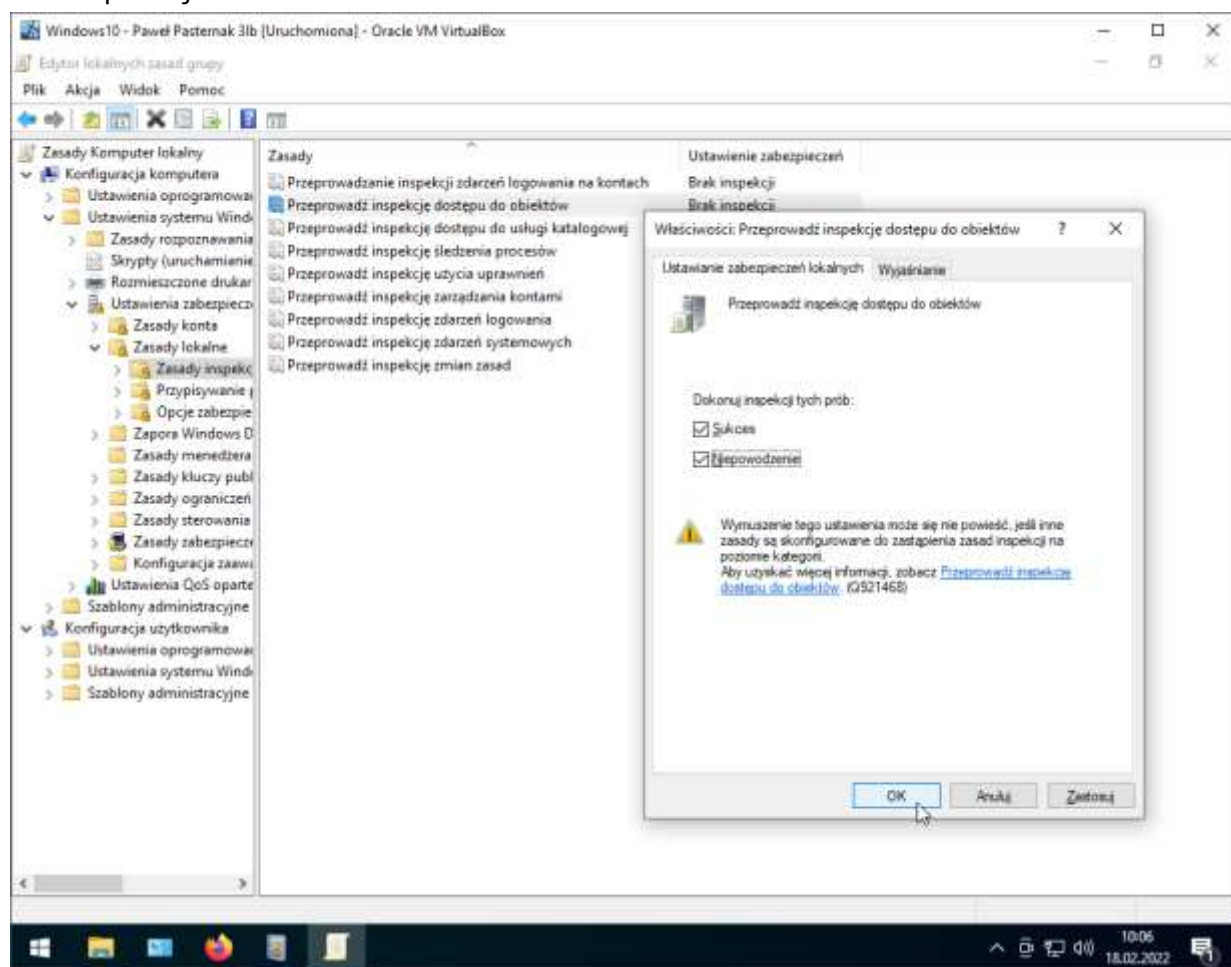 Windows10 - Paweł Pasternak 3lb [Uruchomiona] - Oracle VM VirtualBox
Edytor lokalnych zasad grupy
Plik Akcja Widok Pomoc
Zasady Komputer lokalny
Konfiguracja komputera
Ustawienia oprogramowa
Ustawienia systemu Wind
Zasady rozpoznawania
Skrypty (uruchamianie
Rozmieszczone drukar
Ustawienia zabezpiecz
Zasady konta
Zasady lokalne
Zasady inspekc
Przypisywanie
Opcje zabezpie
Zapora Windows D
Zasady menedżera
Zasady kluczy publ
Zasady ograniczeń
Zasady sterowania
Zasady zabezpiecze
Konfiguracja zaawa
Ustawienia QoS oparte
Szablony administracyjne
Konfiguracja użytkownika
Ustawienia oprogramowa
Ustawienia systemu Wind
Szablony administracyjne
Zasady Ustawienie zabezpieczeń
Przeprowadzanie inspekcji zdarzeń logowania na kontach Brak inspekcji
Przeprowadź inspekcję dostępu do obiektów Brak inspekcji
Przeprowadź inspekcję dostępu do usługi katalogowej
Przeprowadź inspekcję śledzenia procesów
Przeprowadź inspekcję użycia uprawnień
Przeprowadź inspekcję zarządzania kontami
Przeprowadź inspekcję zdarzeń logowania
Przeprowadź inspekcję zdarzeń systemowych
Przeprowadź inspekcję zmian zasad
Właściwości: Przeprowadź inspekcję dostępu do obiektów ? ×
Ustawianie zabezpieczeń lokalnych Wyjaśnianie
Przeprowadź inspekcję dostępu do obiektów
Dokonuj inspekcji tych prób:
Sukces
Niepowodzenie
Wymuszenie tego ustawienia może się nie powieść, jeśli inne
zasady są skonfigurowane do zastąpienia zasad inspekcji na
poziomie kategorii.
Aby uzyskać więcej informacji, zobacz Przeprowadź inspekcję
dostępu do obiektów. (Q921468)
OK Anuluj Zastosuj
10:06
18.02.2022